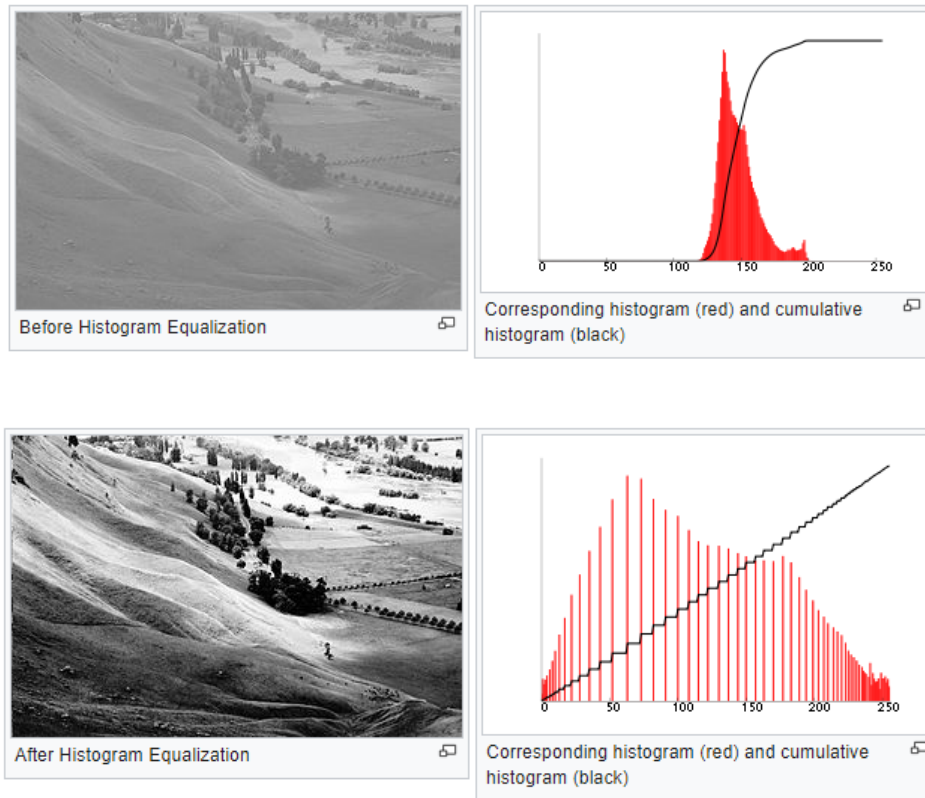 0 50 100 150 200 250
Before Histogram Equalization
Corresponding histogram (red) and cumulative
histogram (black)
0 50 100 150 200 250
After Histogram Equalization
Corresponding histogram (red) and cumulative
histogram (black)